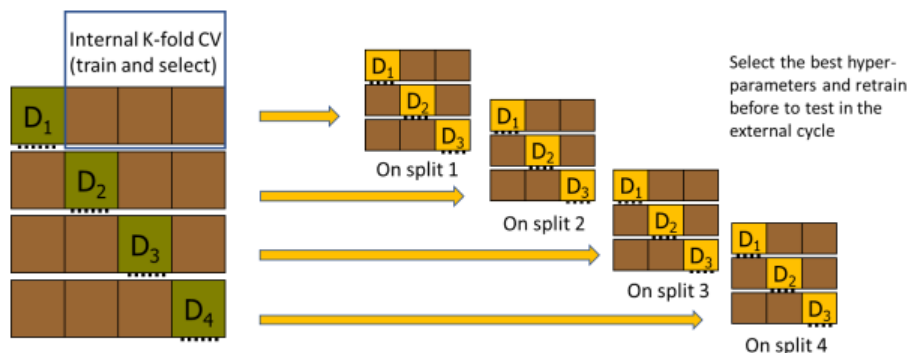 Internal K-fold CV
(train and select)
D1
D2
D3
D4
D1
D2
D3
On split 1
D1
D2
D3
On split 2
D1
D2
D3
On split 3
D1
D2
D3
On split 4
Select the best hyper-
parameters and retrain
before to test in the
external cycle